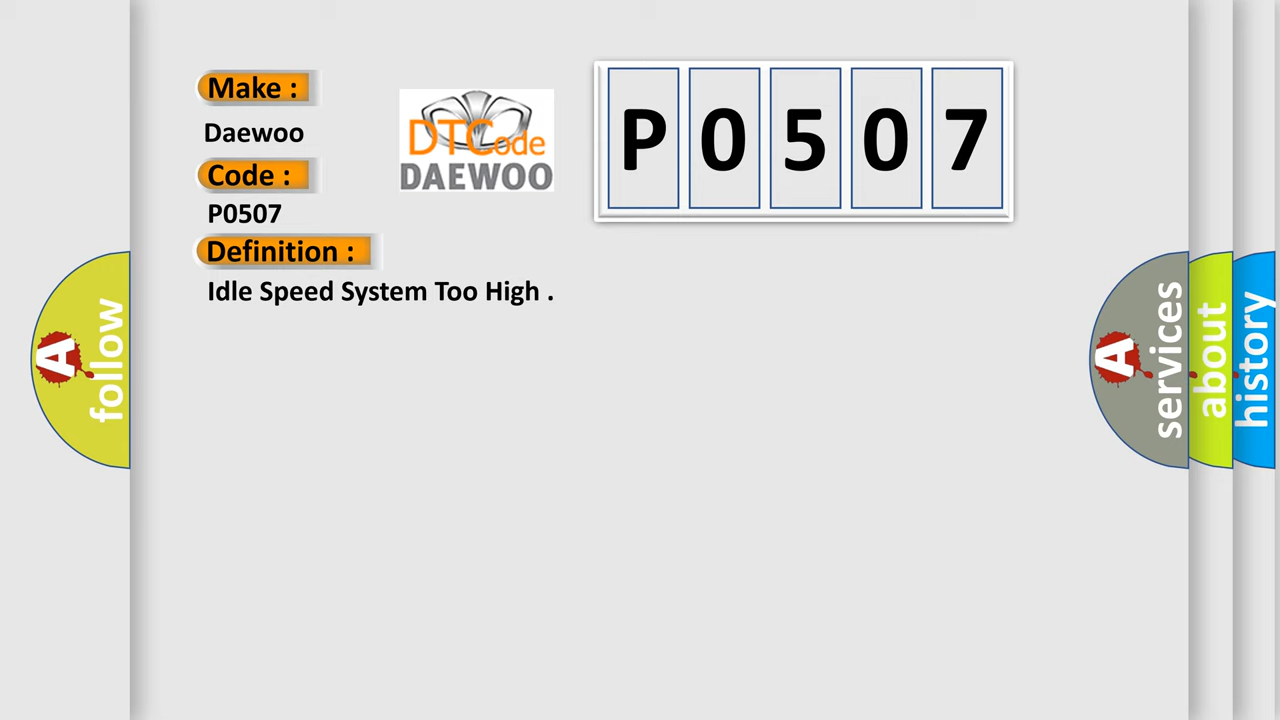 Make :
Daewoo
Code :
P0507
Definition :
Idle Speed System Too High .
DTCode
DAEWOO
P 0 5 0 7
A
follow
A
services
about
history